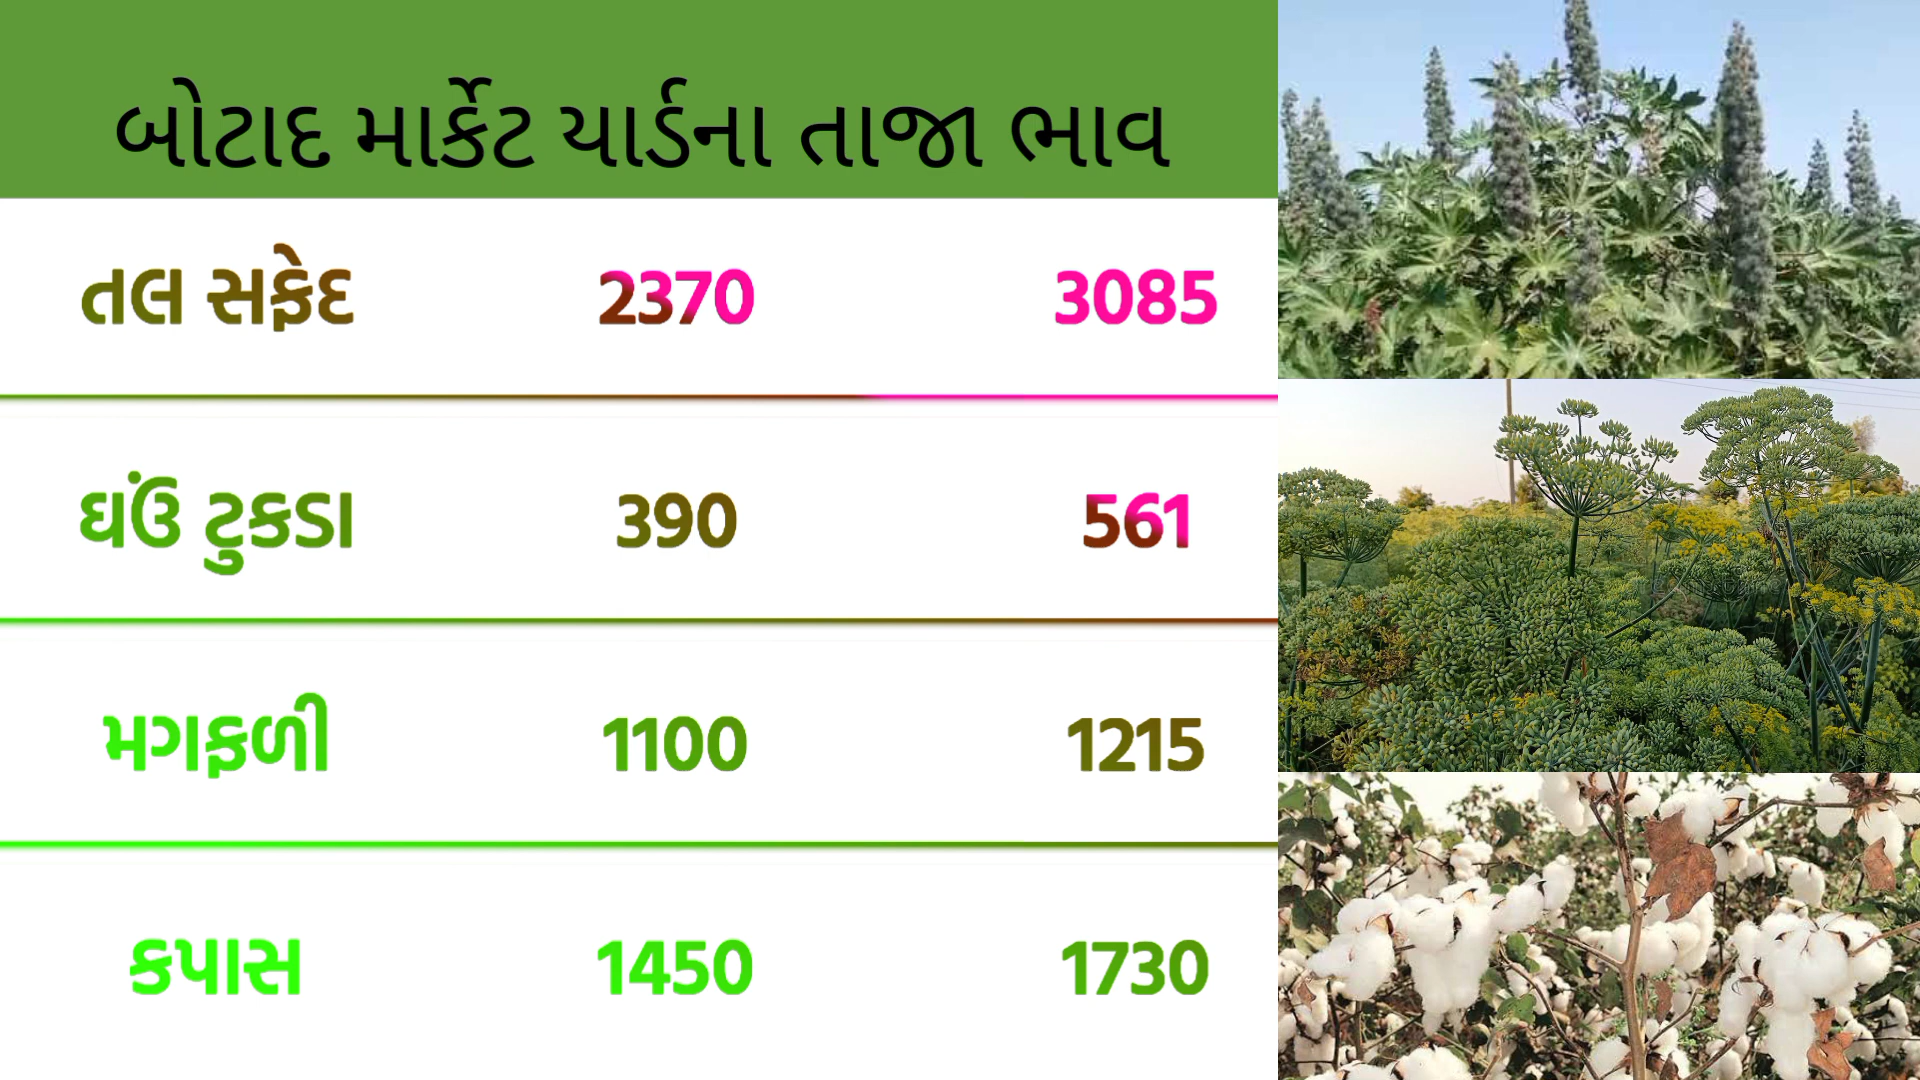 બોટાદ માર્કેટ યાર્ડના તાજા ભાવ
તલ સફેદ 2370 3085
ઘઉં ટુકડા 390 561
મગફળી 1100 1215
કપાસ 1450 1730